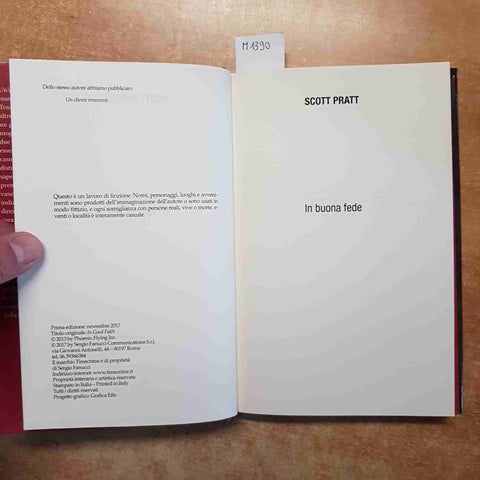 M1390
Dello stesso autore abbiamo pubblicato
Un cliente innocente
Questo è un lavoro di finzione. Nomi, personaggi, luoghi e avveni-
menti sono prodotti dell'immaginazione dell'autore o sono usati in
modo fittizio, e ogni somiglianza con persone reali, vive o morte, e-
venti o località è interamente casuale.
Prima edizione: novembre 2017
Titolo originale: In Good Faith
© 2013 by Phoenix Flying Inc.
© 2017 by Sergio Fanucci Communications S.r.l.
via Giovanni Antonelli, 44 – 00197 Roma
tel. 06.39366384
Il marchio Timecrime è di proprietà
di Sergio Fanucci
Indirizzo internet: www.timecrime.it
Proprietà letteraria e artistica riservata
Stampato in Italia – Printed in Italy
Tutti i diritti riservati
Progetto grafico: Grafica Effe
SCOTT PRATT
In buona fede